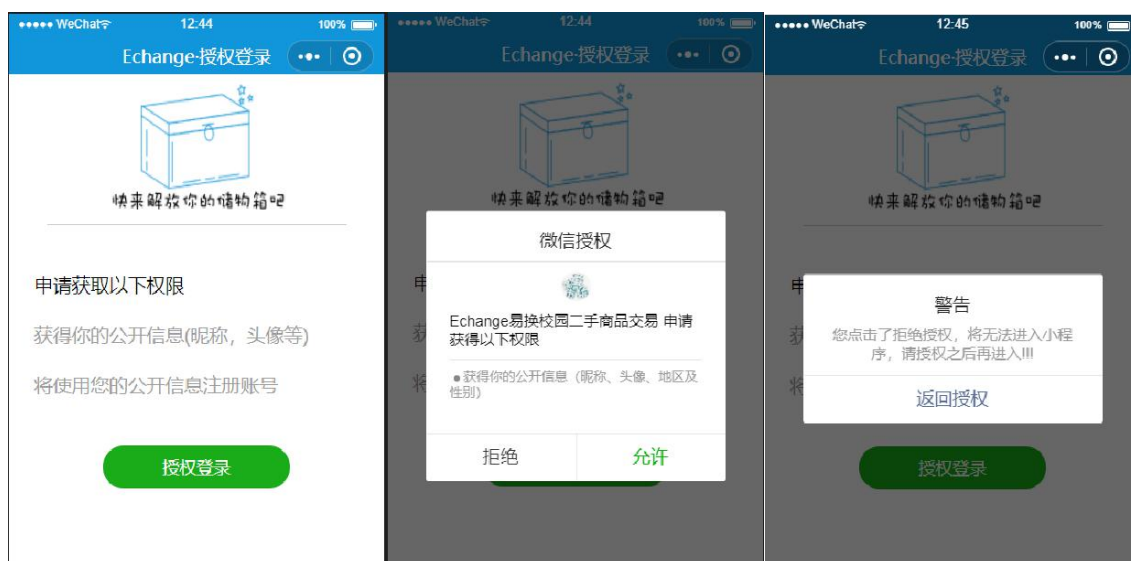 ●●●●● WeChat 12:44 100%
Echange-授权登录
快来解放你的储物箱吧
申请获取以下权限
获得你的公开信息(昵称，头像等)
将使用您的公开信息注册账号
授权登录
●●●●● WeChat 12:44 100%
Echange-授权登录
快来解放你的储物箱吧
申
获
将
微信授权
Echange易换校园二手商品交易 申请
获得以下权限
●获得你的公开信息（昵称、头像、地区及
性别）
拒绝 允许
●●●●● WeChat 12:45 100%
Echange-授权登录
快来解放你的储物箱吧
申
获
将
警告
您点击了拒绝授权，将无法进入小程
序，请授权之后再进入!!!
返回授权
授权登录